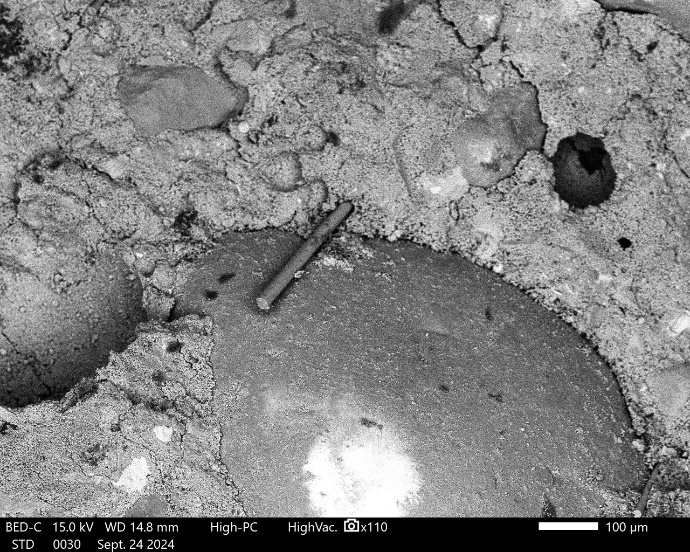 BED-C 15.0 kV WD 14.8 mm High-PC HighVac. x110 100 µm
STD 0030 Sept. 24 2024